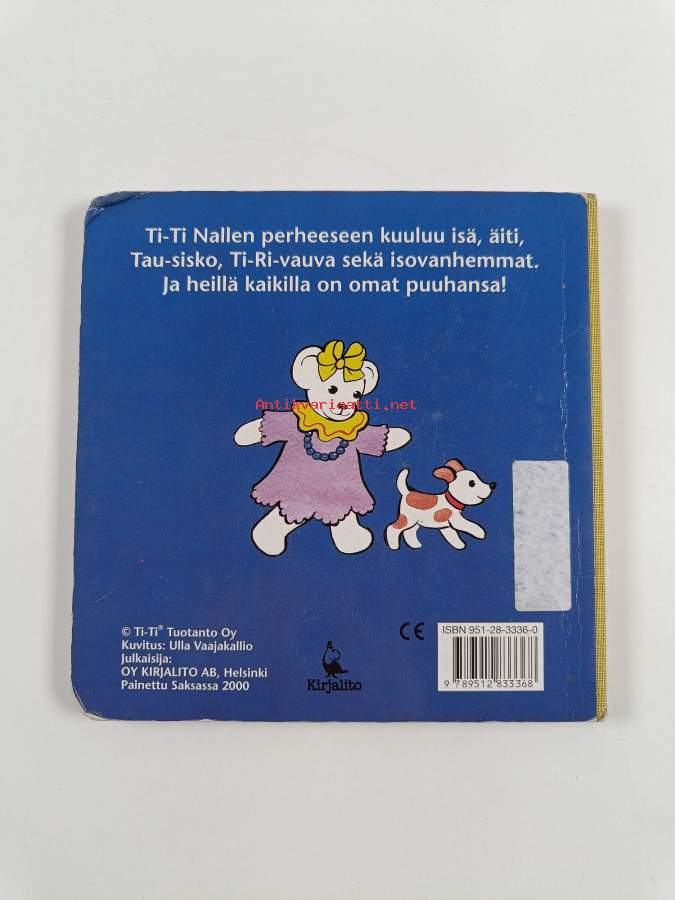 Ti-Ti Nallen perheeseen kuuluu isä, äiti,
Tau-sisko, Ti-Ri-vauva sekä isovanhemmat.
Ja heillä kaikilla on omat puuhansa!
Antikvariaatti.net
© Ti-Ti® Tuotanto Oy
Kuvitus: Ulla Vaajakallio
Julkaisija:
OY KIRJALITO AB, Helsinki
Painettu Saksassa 2000
Kirjalito
CE
ISBN 951-28-3336-0
9 789512 833368